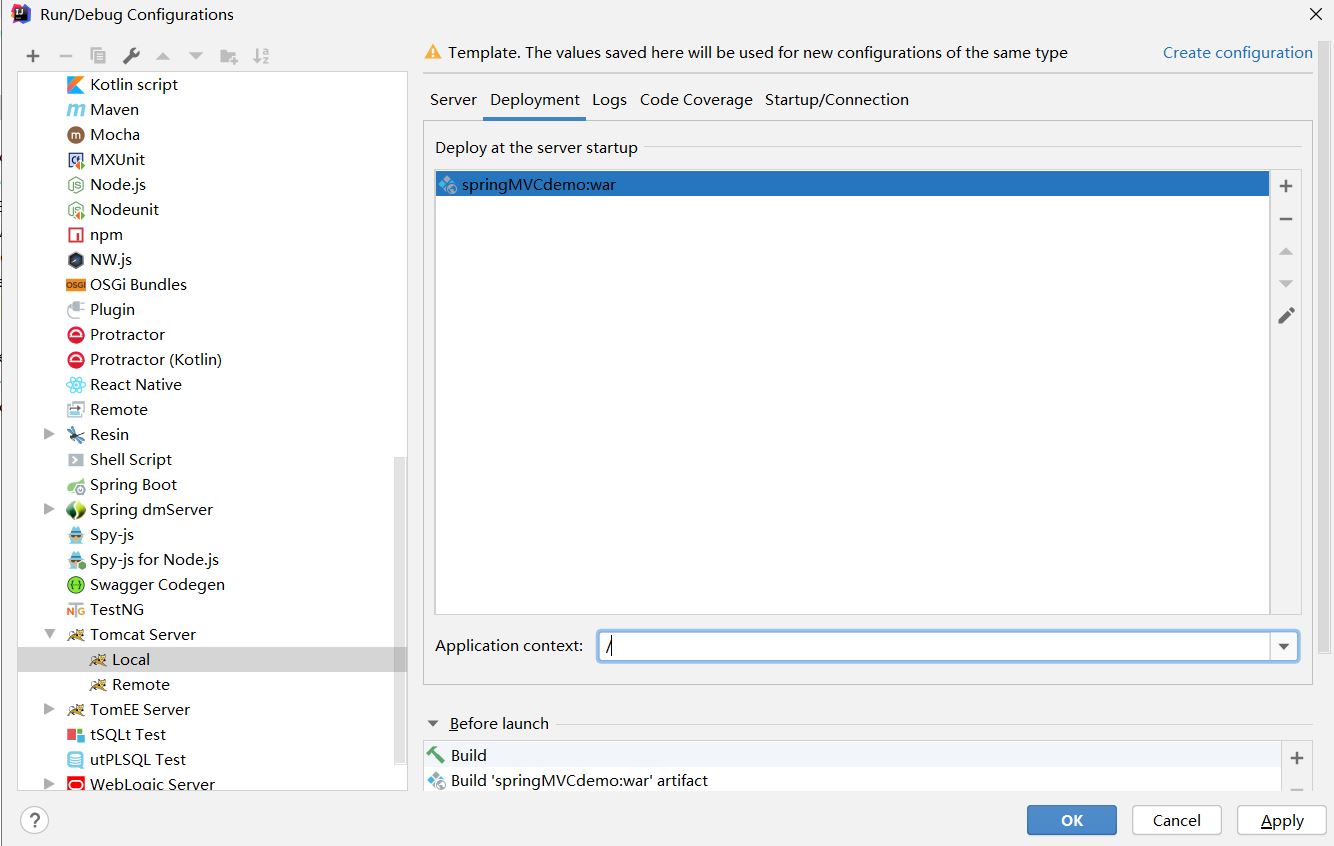 Run/Debug Configurations
Template. The values saved here will be used for new configurations of the same type
Create configuration
Kotlin script
Maven
Mocha
MXUnit
Node.js
Nodeunit
npm
NW.js
OSGi Bundles
Plugin
Protractor
Protractor (Kotlin)
React Native
Remote
Resin
Shell Script
Spring Boot
Spring dmServer
Spy-js
Spy-js for Node.js
Swagger Codegen
TestNG
Tomcat Server
Local
Remote
TomEE Server
tSQLt Test
utPLSQL Test
WebLogic Server
Server Deployment Logs Code Coverage Startup/Connection
Deploy at the server startup
springMVCdemo:war
Application context: /
Before launch
Build
Build 'springMVCdemo:war' artifact
? OK Cancel Apply